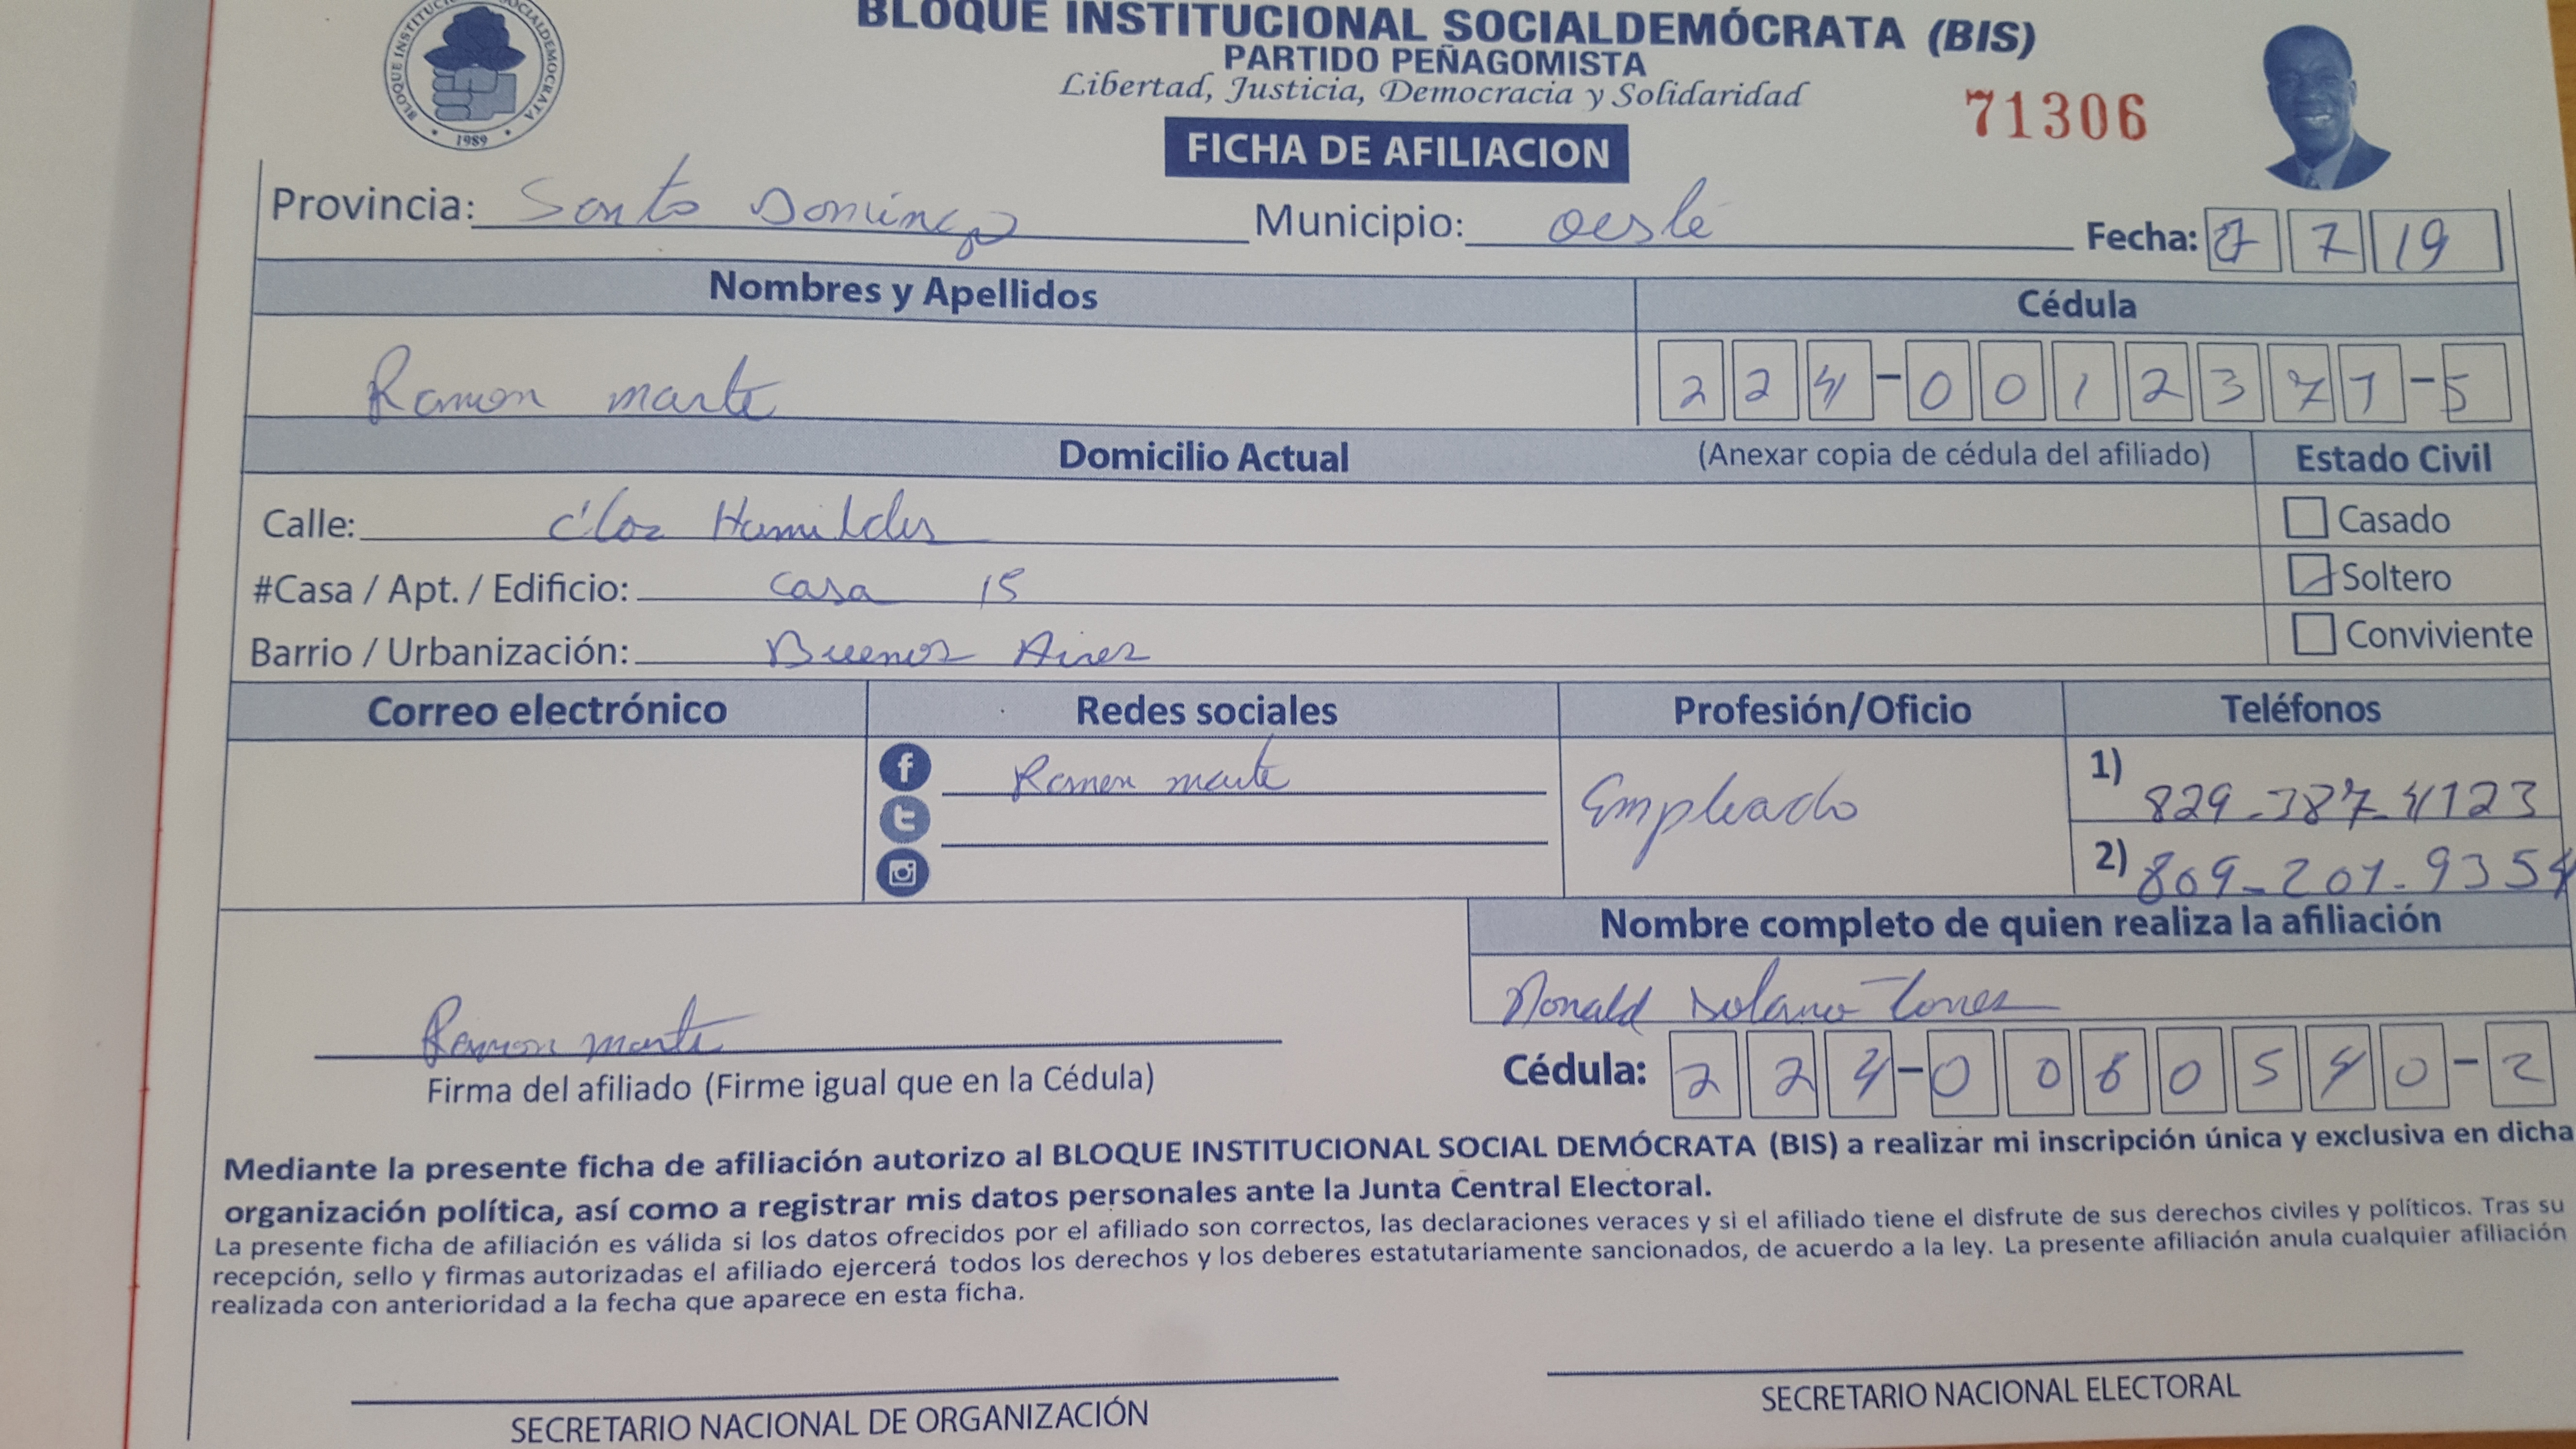 BLOQUE INSTITUCIONAL SOCIALDEMÓCRATA
1989
BLOQUE INSTITUCIONAL SOCIALDEMÓCRATA (BIS)
PARTIDO PEÑAGOMISTA
Libertad, Justicia, Democracia y Solidaridad
71306
FICHA DE AFILIACION
Provincia: Santo Domingo Municipio: oeste Fecha: 7 7 19
Nombres y Apellidos Cédula
Ramon marte 224-0012371-5
Domicilio Actual (Anexar copia de cédula del afiliado) Estado Civil
Calle: C'los Humildes Casado
#Casa / Apt. / Edificio: casa 15 Soltero
Barrio / Urbanización: Buenos Aires Conviviente
Correo electrónico Redes sociales Profesión/Oficio Teléfonos
Ramon marte Empleado 1) 829-387-4123
2) 809-201-9354
Nombre completo de quien realiza la afiliación
Ronald Solano Torres
Ramon marte
Firma del afiliado (Firme igual que en la Cédula) Cédula: 224-0060540-2
Mediante la presente ficha de afiliación autorizo al BLOQUE INSTITUCIONAL SOCIAL DEMÓCRATA (BIS) a realizar mi inscripción única y exclusiva en dicha
organización política, así como a registrar mis datos personales ante la Junta Central Electoral.
La presente ficha de afiliación es válida si los datos ofrecidos por el afiliado son correctos, las declaraciones veraces y si el afiliado tiene el disfrute de sus derechos civiles y políticos. Tras su
recepción, sello y firmas autorizadas el afiliado ejercerá todos los derechos y los deberes estatutariamente sancionados, de acuerdo a la ley. La presente afiliación anula cualquier afiliación
realizada con anterioridad a la fecha que aparece en esta ficha.
SECRETARIO NACIONAL DE ORGANIZACIÓN SECRETARIO NACIONAL ELECTORAL